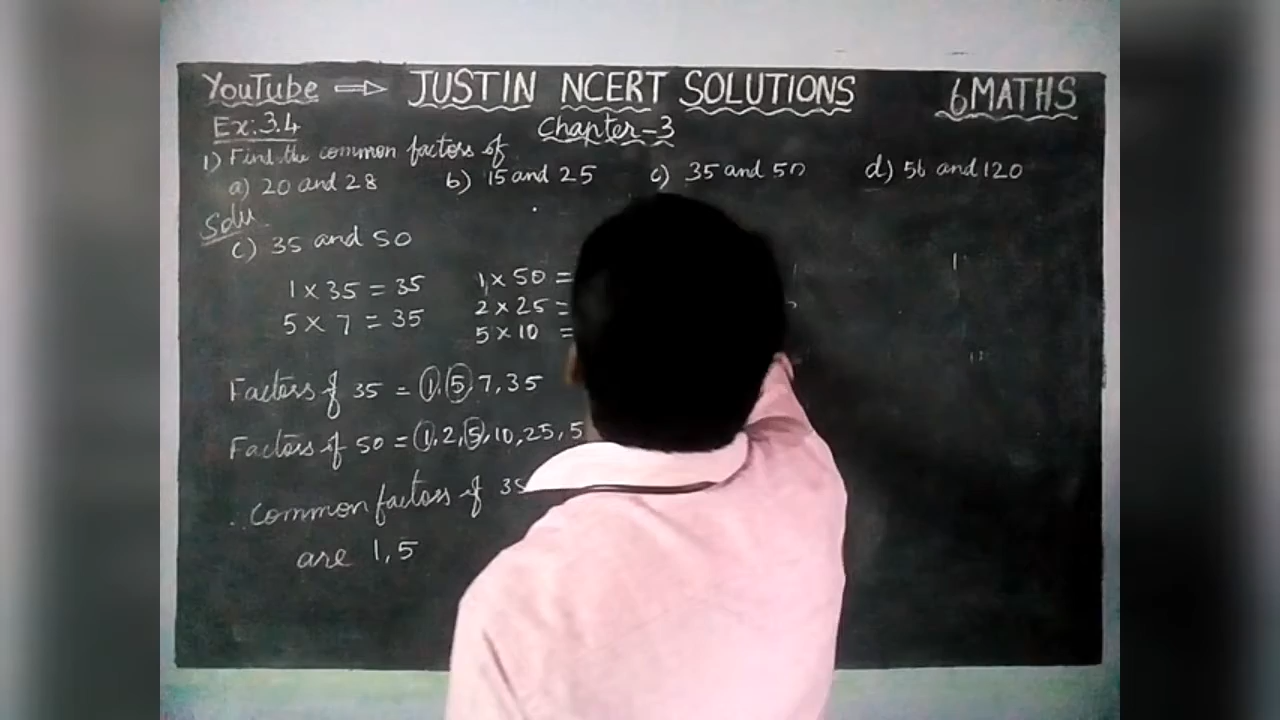 YouTube ⇨ JUSTIN NCERT SOLUTIONS 6 MATHS
Ex: 3.4 Chapter-3
1) Find the common factors of
a) 20 and 28 b) 15 and 25 c) 35 and 50 d) 56 and 120
Solu
c) 35 and 50
1 × 35 = 35 1 × 50 =
5 × 7 = 35 2 × 25 =
5 × 10 =
Factors of 35 = 1, 5, 7, 35
Factors of 50 = 1, 2, 5, 10, 25, 5
. Common factors of 35
are 1, 5